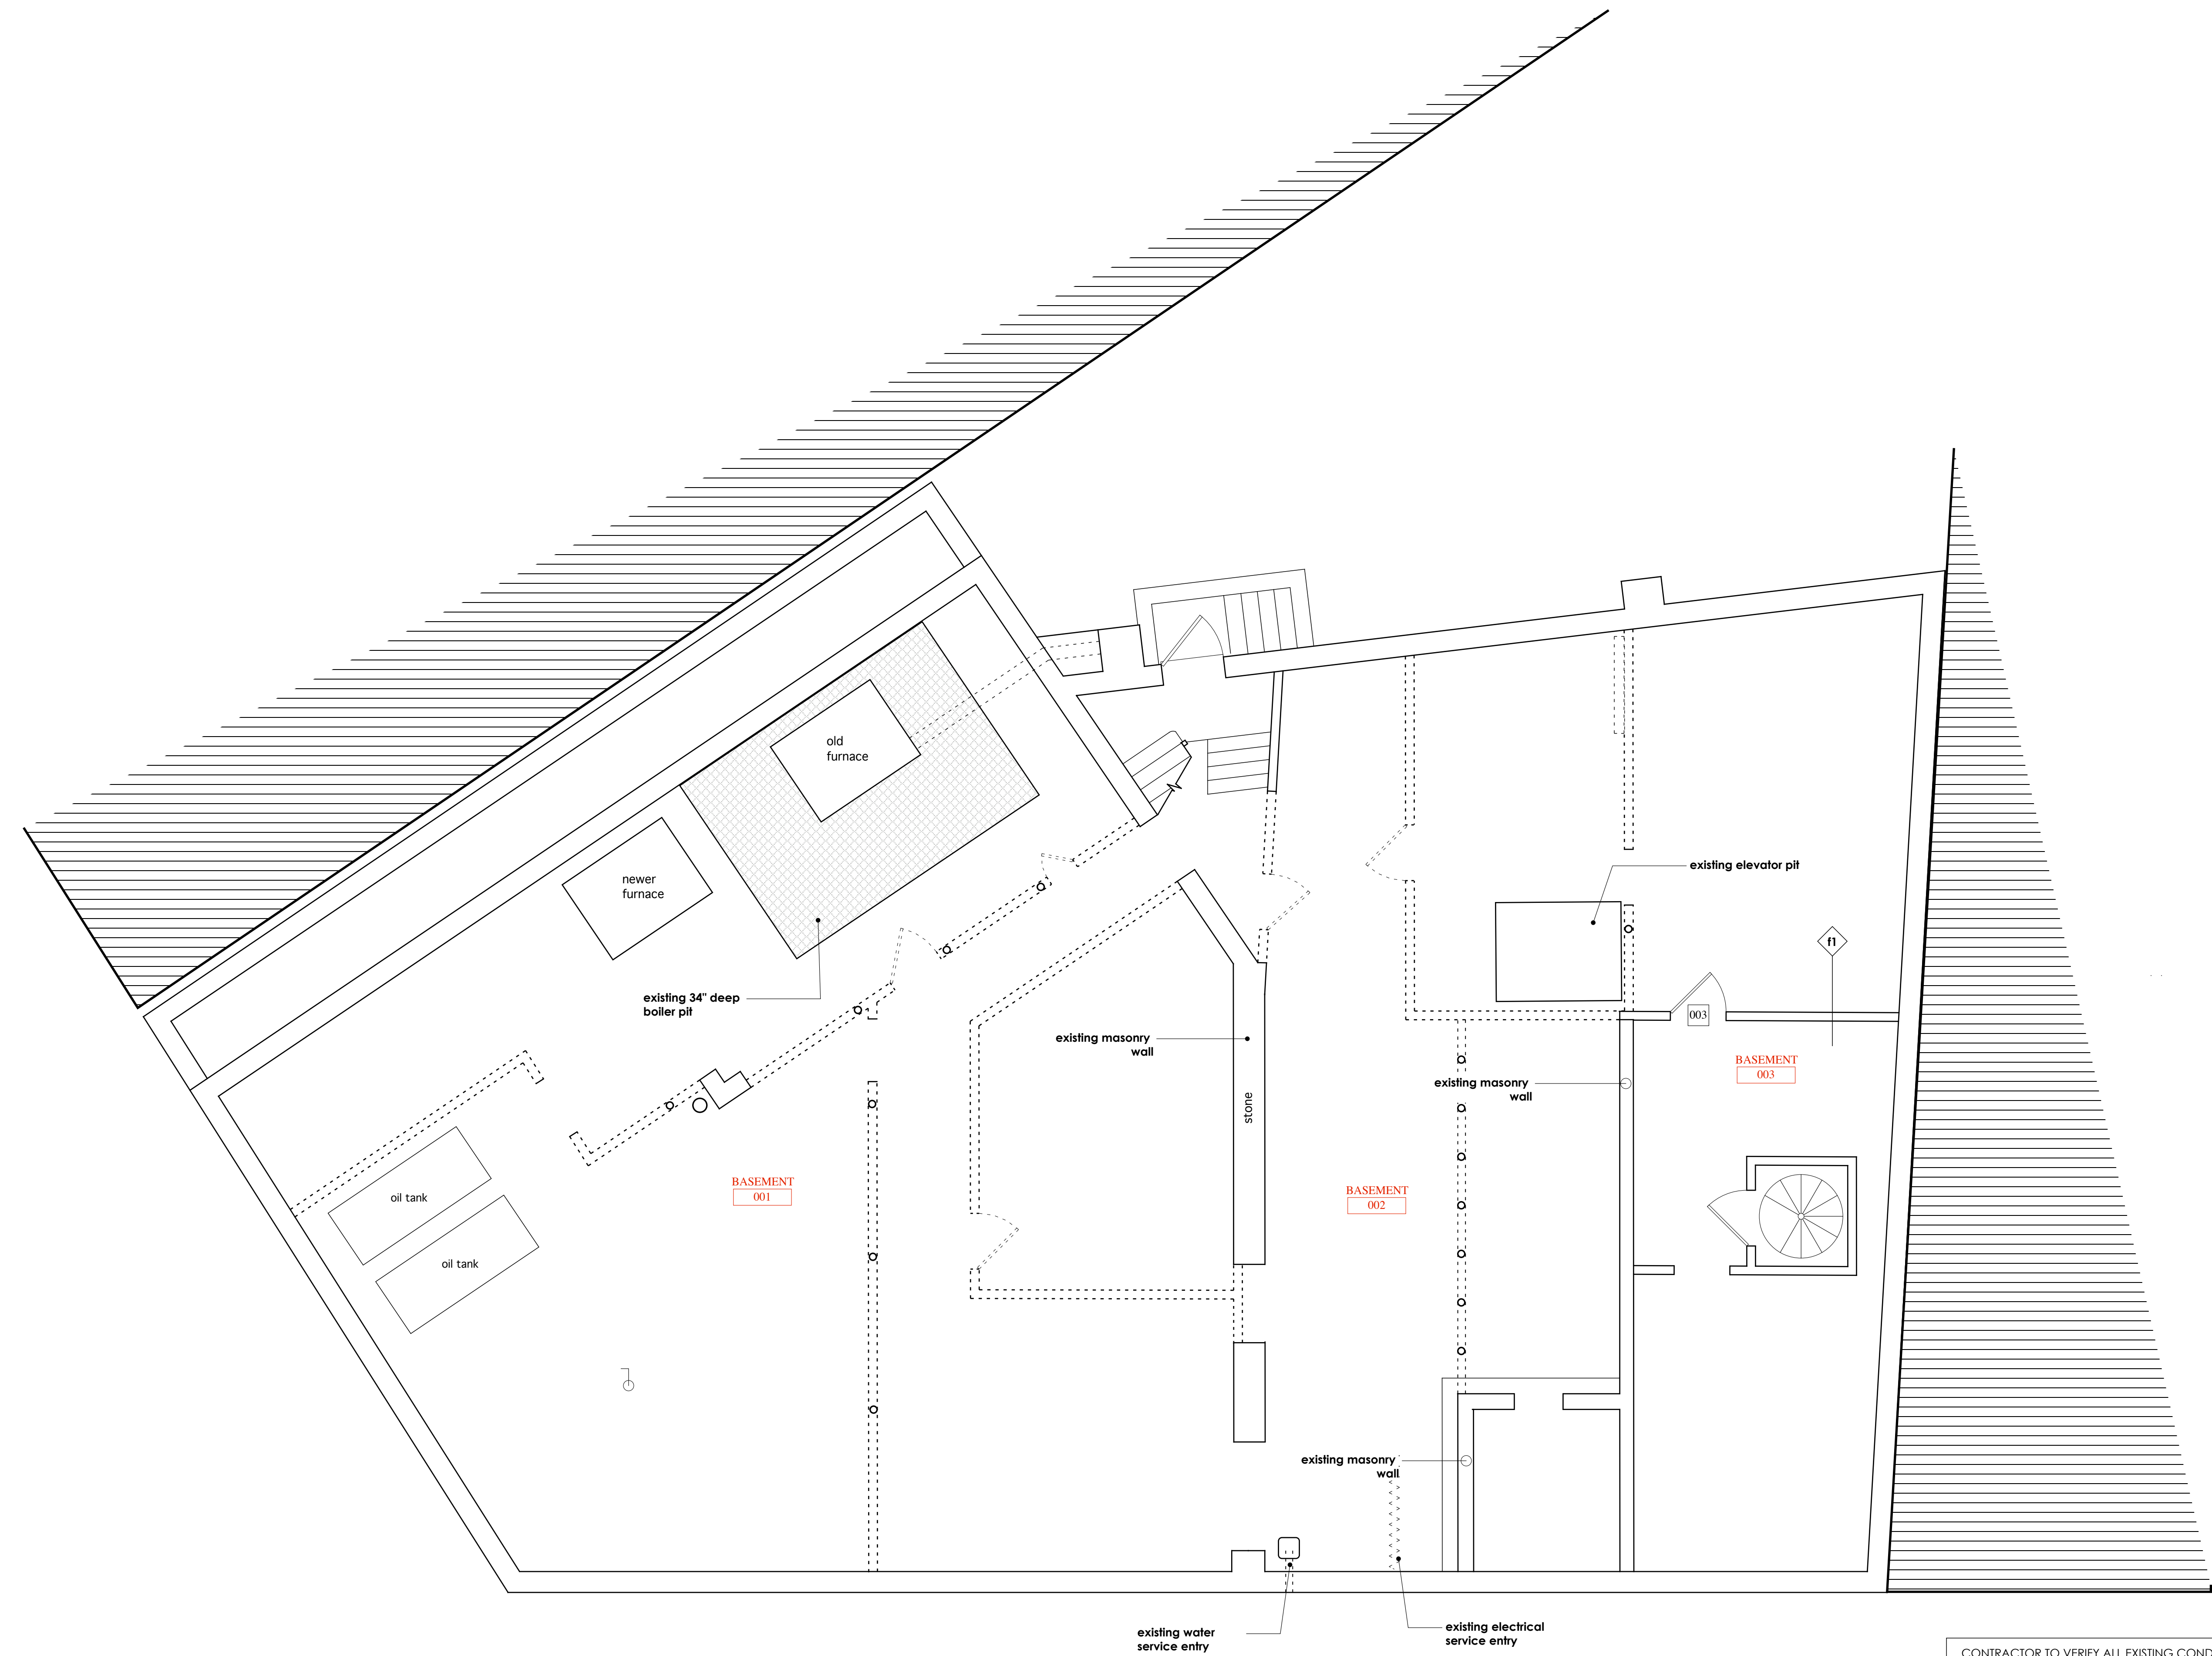 old
furnace
newer
furnace
existing elevator pit
f1
existing 34" deep
boiler pit
003
existing masonry
wall
BASEMENT
003
existing masonry
wall
stone
BASEMENT
001
BASEMENT
002
oil tank
oil tank
existing masonry
wall
existing water
service entry
existing electrical
service entry
CONTRACTOR TO VERIFY ALL EXISTING COND